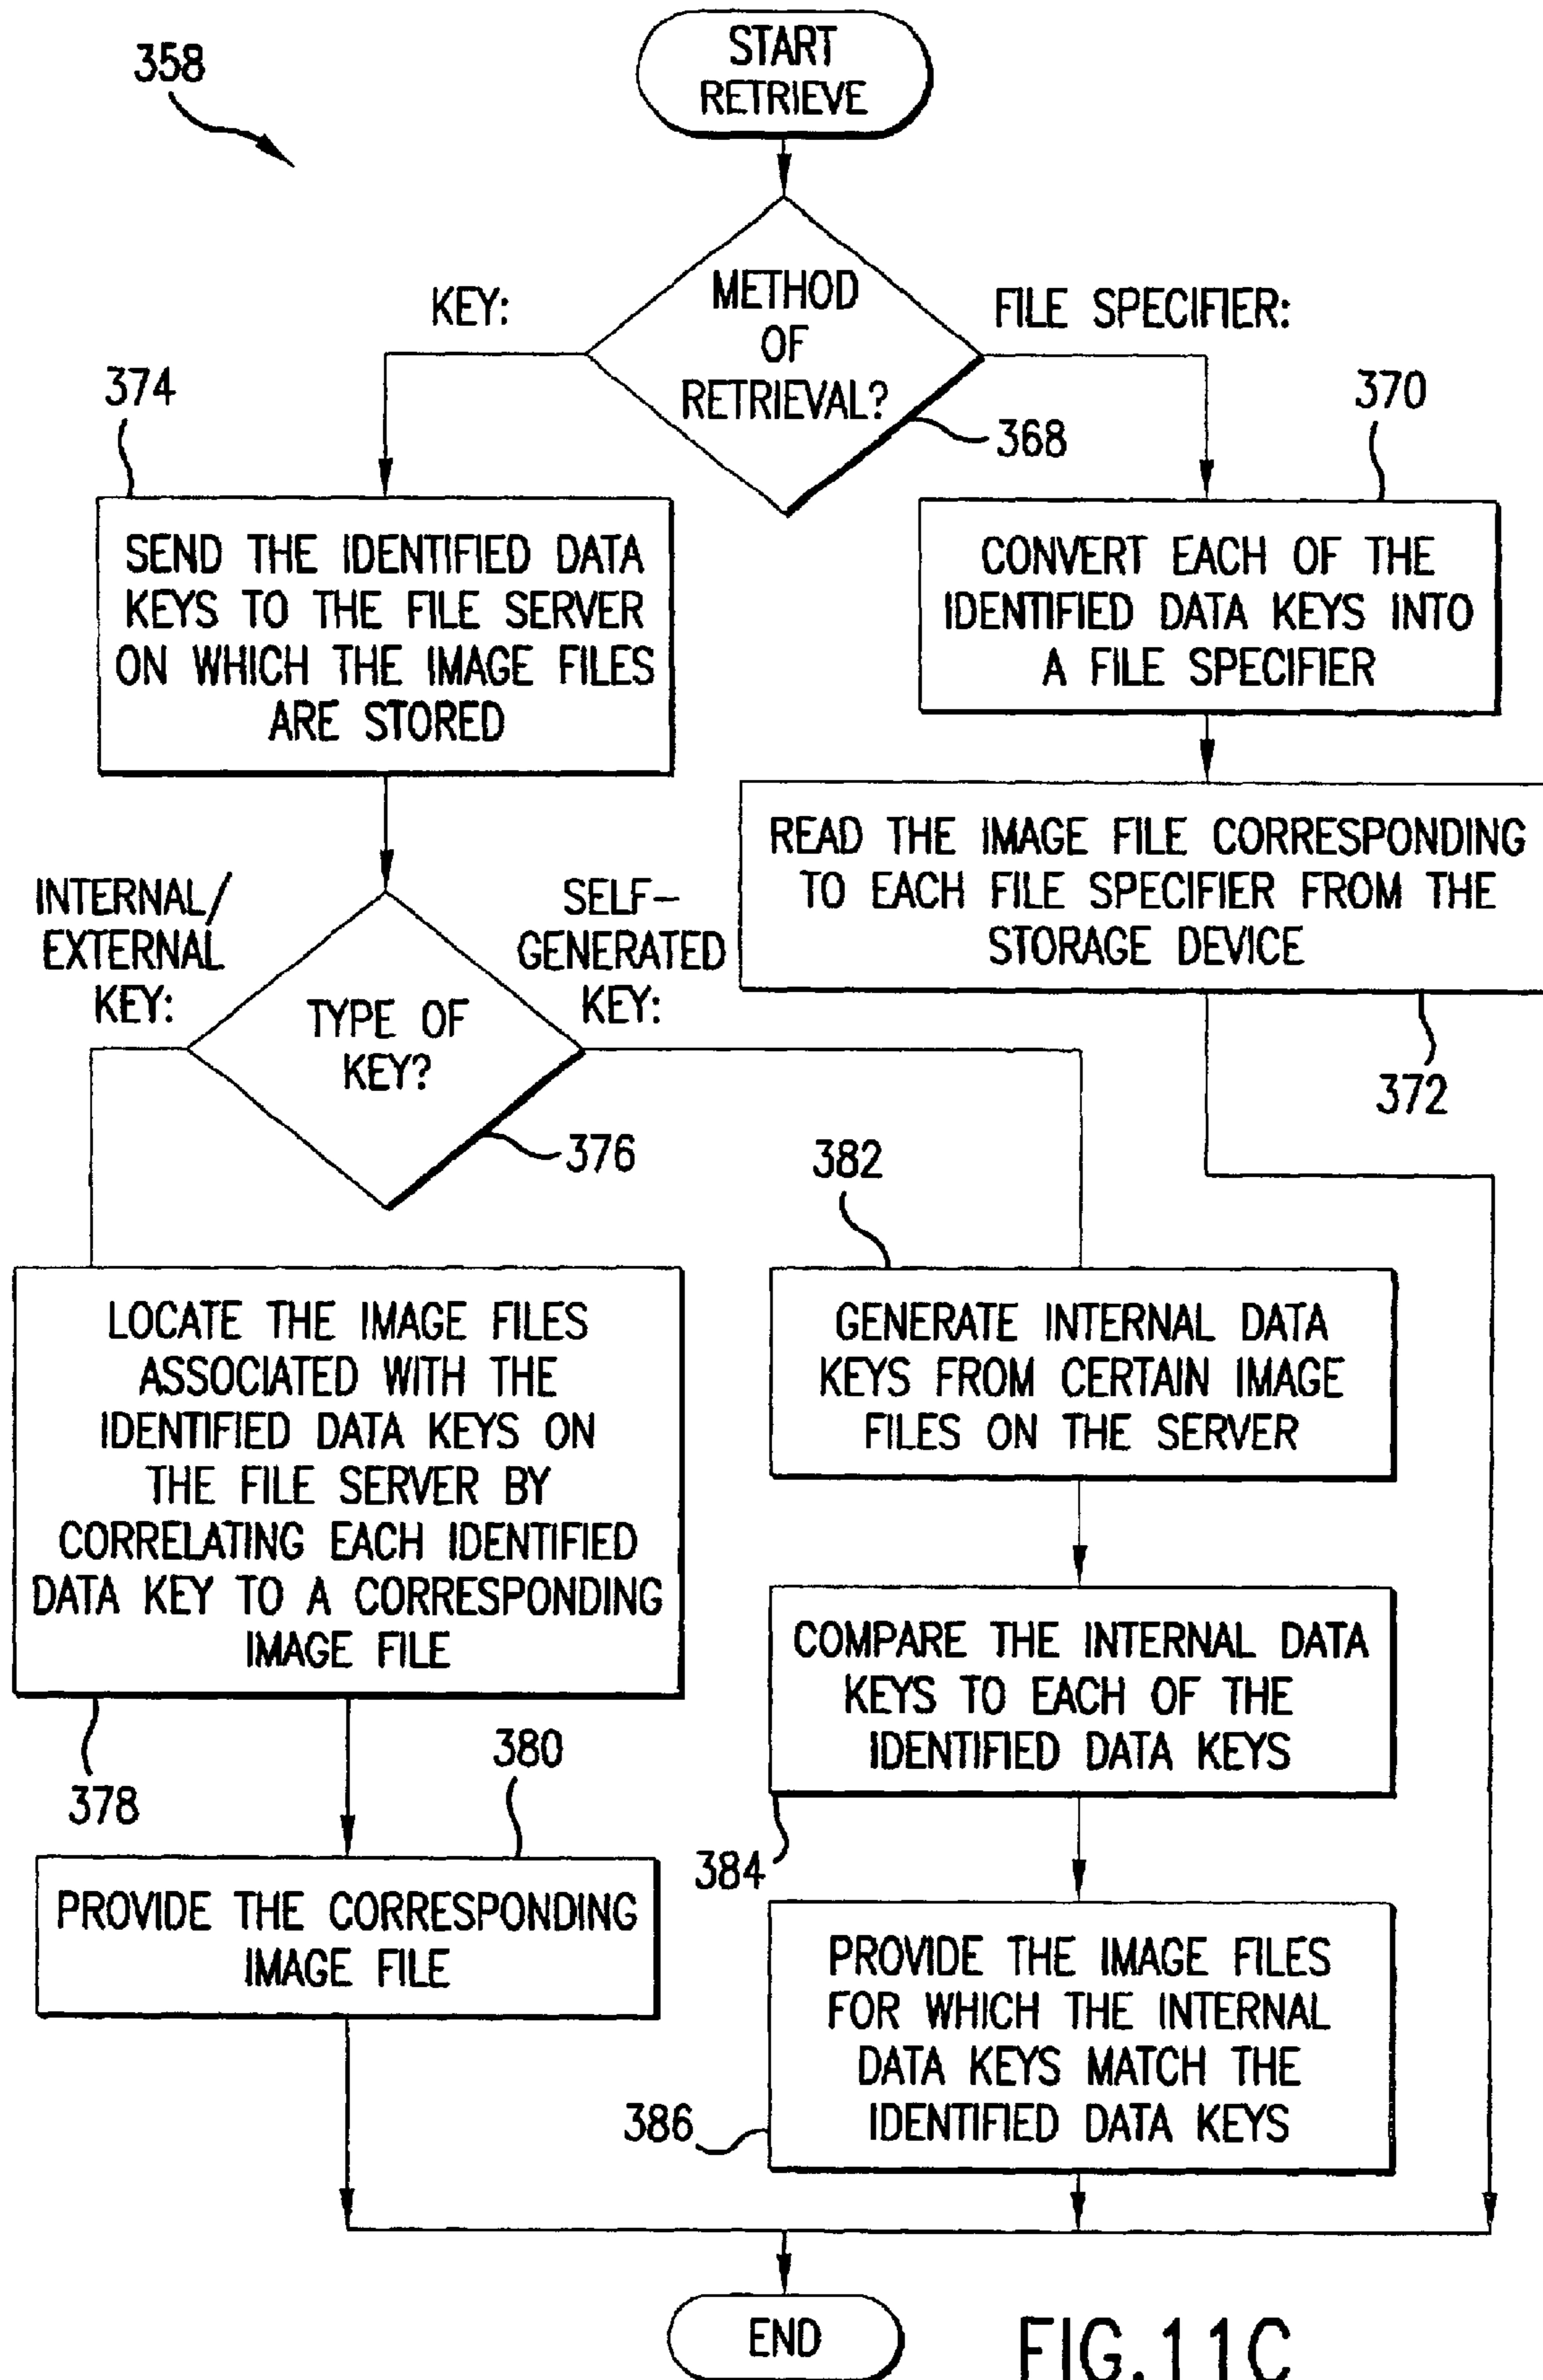 358
START
RETRIEVE
METHOD
OF
RETRIEVAL?
368
KEY:
FILE SPECIFIER:
374
SEND THE IDENTIFIED DATA
KEYS TO THE FILE SERVER
ON WHICH THE IMAGE FILES
ARE STORED
370
CONVERT EACH OF THE
IDENTIFIED DATA KEYS INTO
A FILE SPECIFIER
READ THE IMAGE FILE CORRESPONDING
TO EACH FILE SPECIFIER FROM THE
STORAGE DEVICE
372
INTERNAL/
EXTERNAL
KEY:
TYPE OF
KEY?
376
SELF-
GENERATED
KEY:
LOCATE THE IMAGE FILES
ASSOCIATED WITH THE
IDENTIFIED DATA KEYS ON
THE FILE SERVER BY
CORRELATING EACH IDENTIFIED
DATA KEY TO A CORRESPONDING
IMAGE FILE
378
380
PROVIDE THE CORRESPONDING
IMAGE FILE
382
GENERATE INTERNAL DATA
KEYS FROM CERTAIN IMAGE
FILES ON THE SERVER
COMPARE THE INTERNAL DATA
KEYS TO EACH OF THE
IDENTIFIED DATA KEYS
384
PROVIDE THE IMAGE FILES
FOR WHICH THE INTERNAL
DATA KEYS MATCH THE
IDENTIFIED DATA KEYS
386
END
FIG.11C